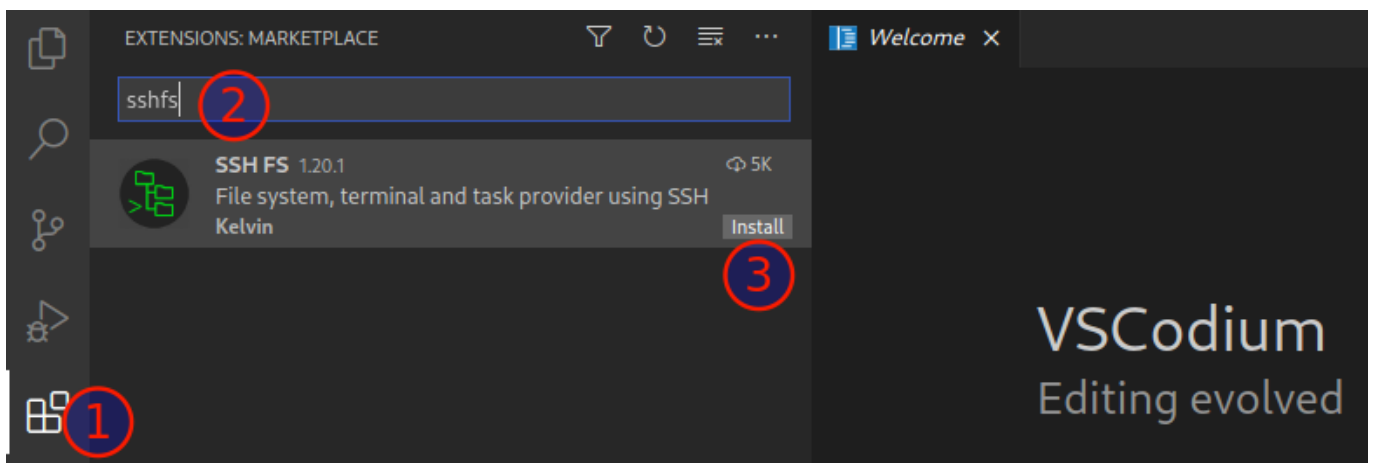 EXTENSIONS: MARKETPLACE
Welcome
sshfs
2
SSH FS 1.20.1
5K
File system, terminal and task provider using SSH
Kelvin
Install
3
VSCodium
Editing evolved
1